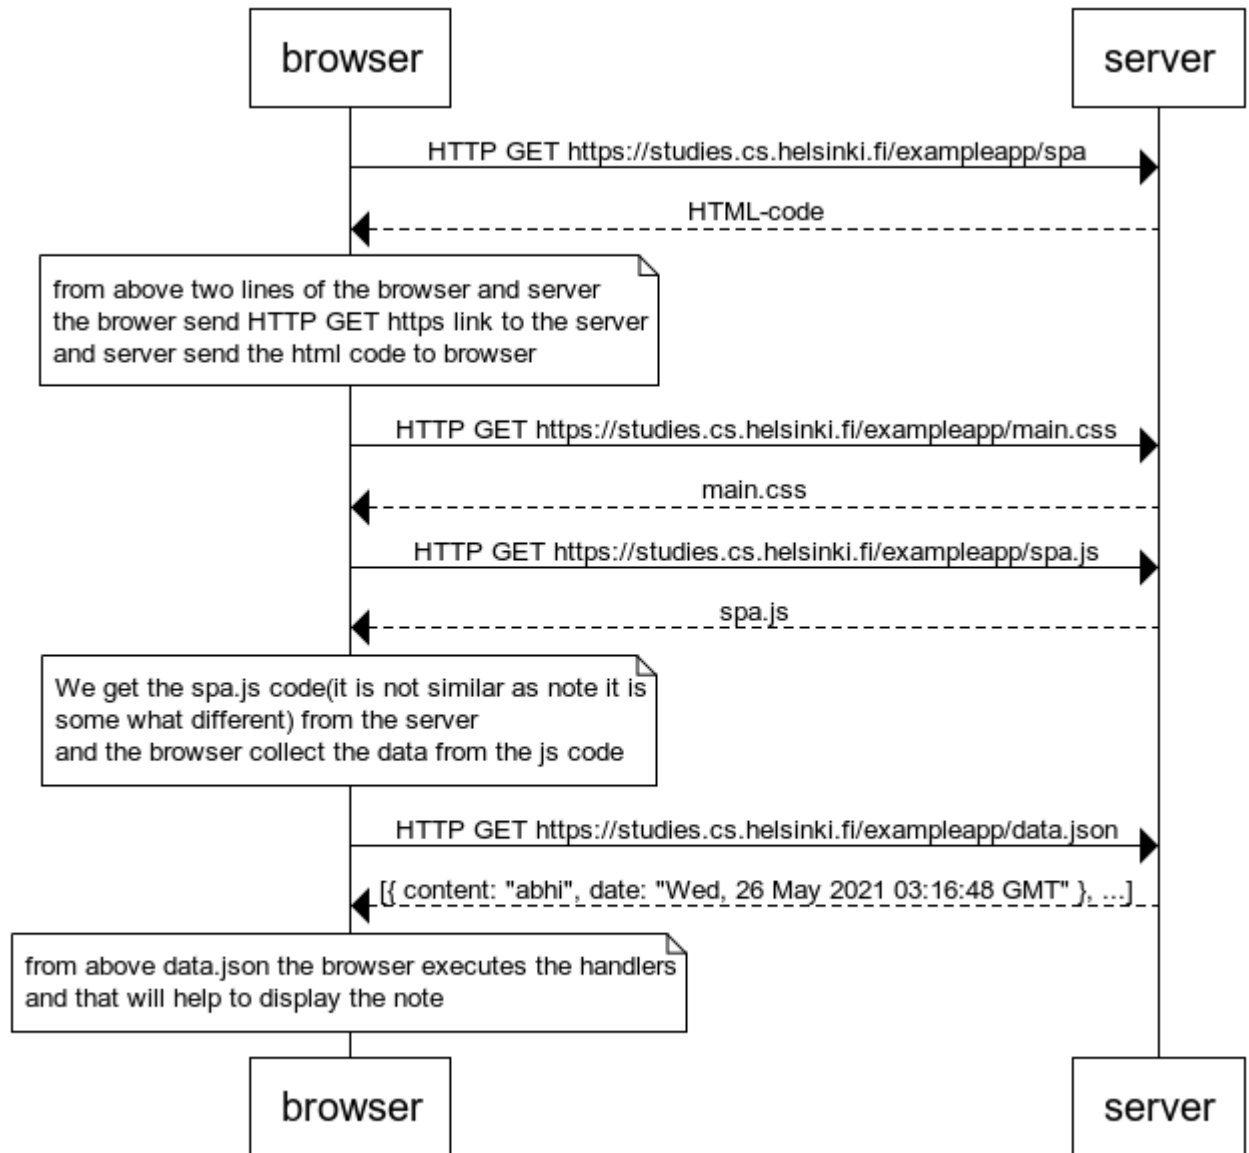 browser server
HTTP GET https://studies.cs.helsinki.fi/exampleapp/spa
HTML-code
from above two lines of the browser and server
the brower send HTTP GET https link to the server
and server send the html code to browser
HTTP GET https://studies.cs.helsinki.fi/exampleapp/main.css
main.css
HTTP GET https://studies.cs.helsinki.fi/exampleapp/spa.js
spa.js
We get the spa.js code(it is not similar as note it is
some what different) from the server
and the browser collect the data from the js code
HTTP GET https://studies.cs.helsinki.fi/exampleapp/data.json
[{ content: "abhi", date: "Wed, 26 May 2021 03:16:48 GMT" }, ...]
from above data.json the browser executes the handlers
and that will help to display the note
browser server